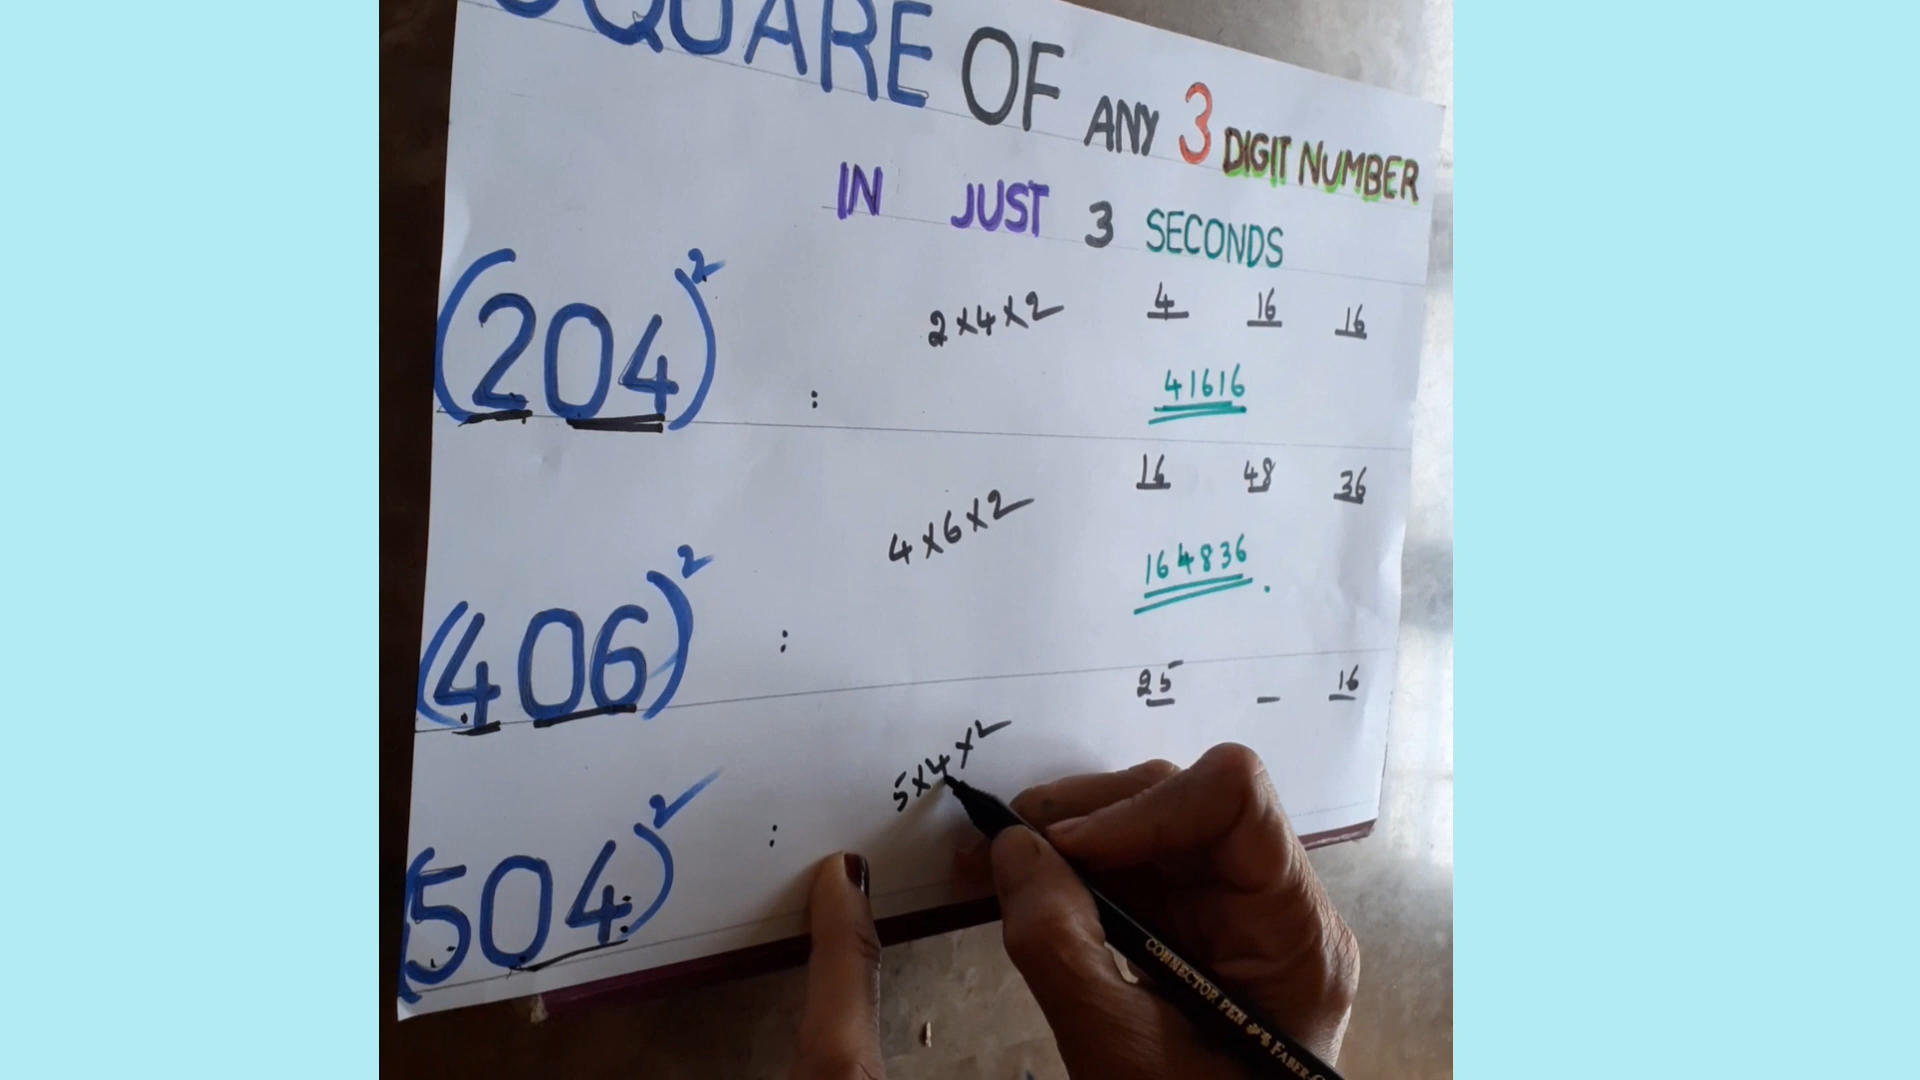 SQUARE OF ANY 3 DIGIT NUMBER
IN JUST 3 SECONDS
(204)² : 2×4×2 4 16 16
41616
(406)² : 4×6×2 16 48 36
164836.
(504)² : 5×4×2 25 _ 16
CONNECTOR PEN FABER-C